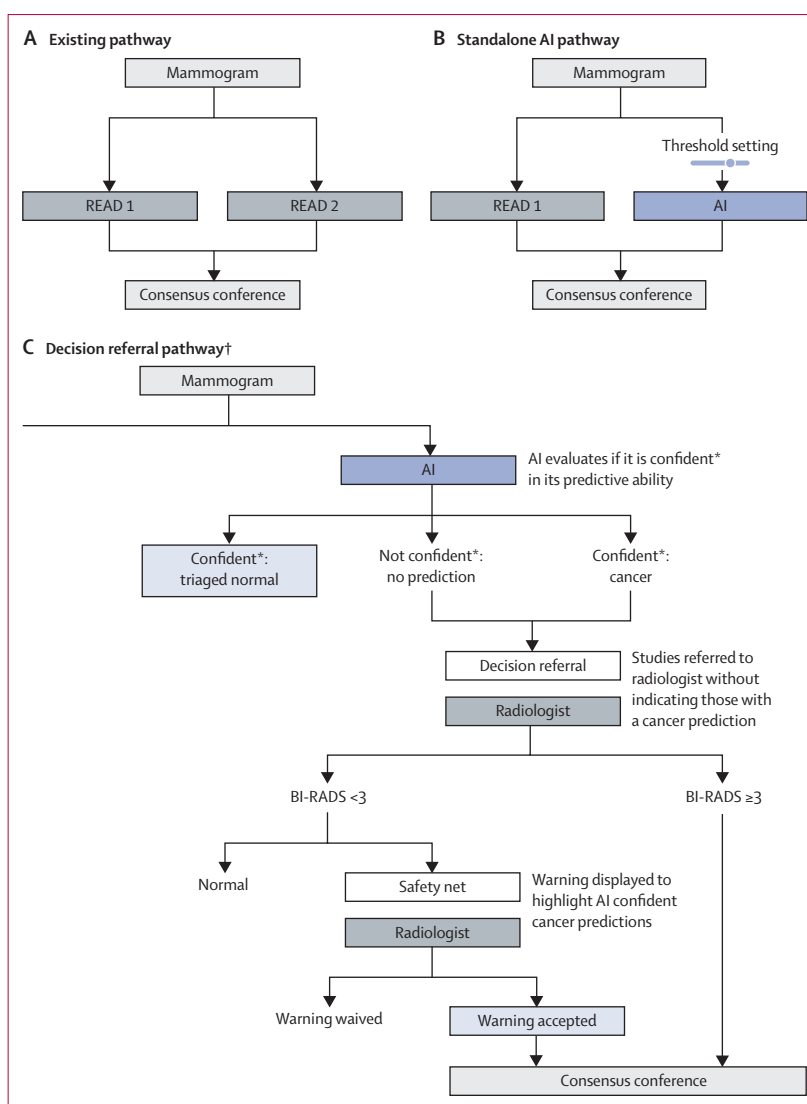 A Existing pathway
Mammogram
READ 1
READ 2
Consensus conference
B Standalone AI pathway
Mammogram
Threshold setting
READ 1
AI
Consensus conference
C Decision referral pathway†
Mammogram
AI
AI evaluates if it is confident*
in its predictive ability
Confident*:
triaged normal
Not confident*:
no prediction
Confident*:
cancer
Decision referral
Studies referred to
radiologist without
indicating those with
a cancer prediction
Radiologist
BI-RADS <3
BI-RADS ≥3
Normal
Safety net
Warning displayed to
highlight AI confident
cancer predictions
Radiologist
Warning waived
Warning accepted
Consensus conference